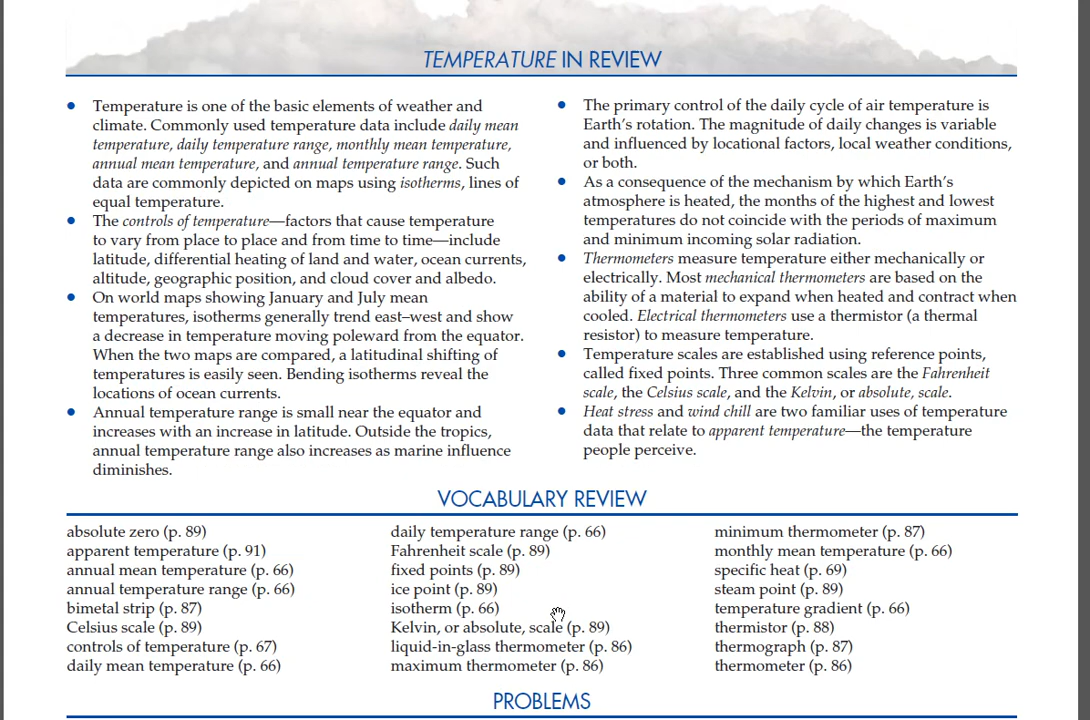 TEMPERATURE IN REVIEW
• Temperature is one of the basic elements of weather and
climate. Commonly used temperature data include daily mean
temperature, daily temperature range, monthly mean temperature,
annual mean temperature, and annual temperature range. Such
data are commonly depicted on maps using isotherms, lines of
equal temperature.
• The controls of temperature—factors that cause temperature
to vary from place to place and from time to time—include
latitude, differential heating of land and water, ocean currents,
altitude, geographic position, and cloud cover and albedo.
• On world maps showing January and July mean
temperatures, isotherms generally trend east–west and show
a decrease in temperature moving poleward from the equator.
When the two maps are compared, a latitudinal shifting of
temperatures is easily seen. Bending isotherms reveal the
locations of ocean currents.
• Annual temperature range is small near the equator and
increases with an increase in latitude. Outside the tropics,
annual temperature range also increases as marine influence
diminishes.
• The primary control of the daily cycle of air temperature is
Earth's rotation. The magnitude of daily changes is variable
and influenced by locational factors, local weather conditions,
or both.
• As a consequence of the mechanism by which Earth's
atmosphere is heated, the months of the highest and lowest
temperatures do not coincide with the periods of maximum
and minimum incoming solar radiation.
• Thermometers measure temperature either mechanically or
electrically. Most mechanical thermometers are based on the
ability of a material to expand when heated and contract when
cooled. Electrical thermometers use a thermistor (a thermal
resistor) to measure temperature.
• Temperature scales are established using reference points,
called fixed points. Three common scales are the Fahrenheit
scale, the Celsius scale, and the Kelvin, or absolute, scale.
• Heat stress and wind chill are two familiar uses of temperature
data that relate to apparent temperature—the temperature
people perceive.
VOCABULARY REVIEW
absolute zero (p. 89)
apparent temperature (p. 91)
annual mean temperature (p. 66)
annual temperature range (p. 66)
bimetal strip (p. 87)
Celsius scale (p. 89)
controls of temperature (p. 67)
daily mean temperature (p. 66)
daily temperature range (p. 66)
Fahrenheit scale (p. 89)
fixed points (p. 89)
ice point (p. 89)
isotherm (p. 66)
Kelvin, or absolute, scale (p. 89)
liquid-in-glass thermometer (p. 86)
maximum thermometer (p. 86)
minimum thermometer (p. 87)
monthly mean temperature (p. 66)
specific heat (p. 69)
steam point (p. 89)
temperature gradient (p. 66)
thermistor (p. 88)
thermograph (p. 87)
thermometer (p. 86)
PROBLEMS